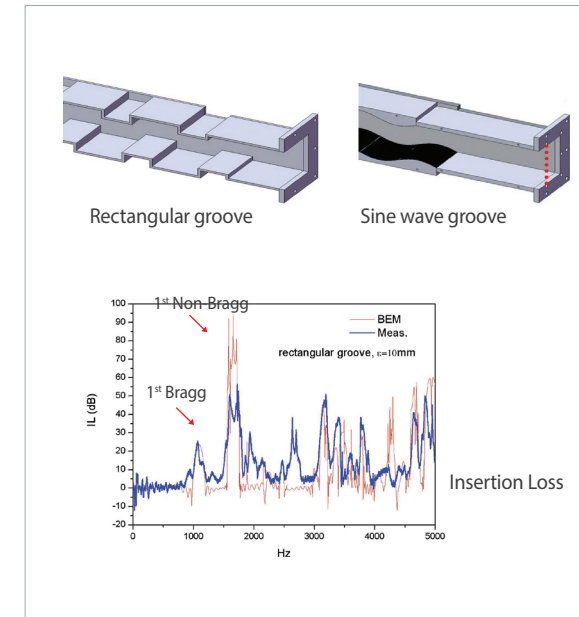 Rectangular groove
Sine wave groove
1st Non-Bragg
1st Bragg
BEM
Meas.
rectangular groove, ε=10mm
IL (dB)
100
90
80
70
60
50
40
30
20
10
0
-10
-20
0
1000
2000
3000
4000
5000
Hz
Insertion Loss